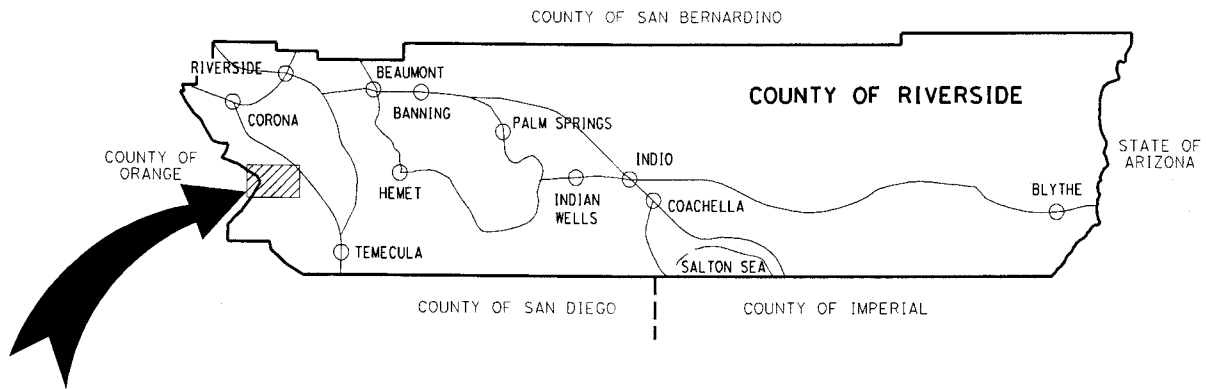 COUNTY OF SAN BERNARDINO
RIVERSIDE
BEAUMONT
CORONA
BANNING
COUNTY OF RIVERSIDE
PALM SPRINGS
COUNTY OF
ORANGE
STATE OF
ARIZONA
HEMET
INDIO
INDIAN
WELLS
COACHELLA
BLYTHE
TEMECULA
SALTON SEA
COUNTY OF SAN DIEGO
COUNTY OF IMPERIAL